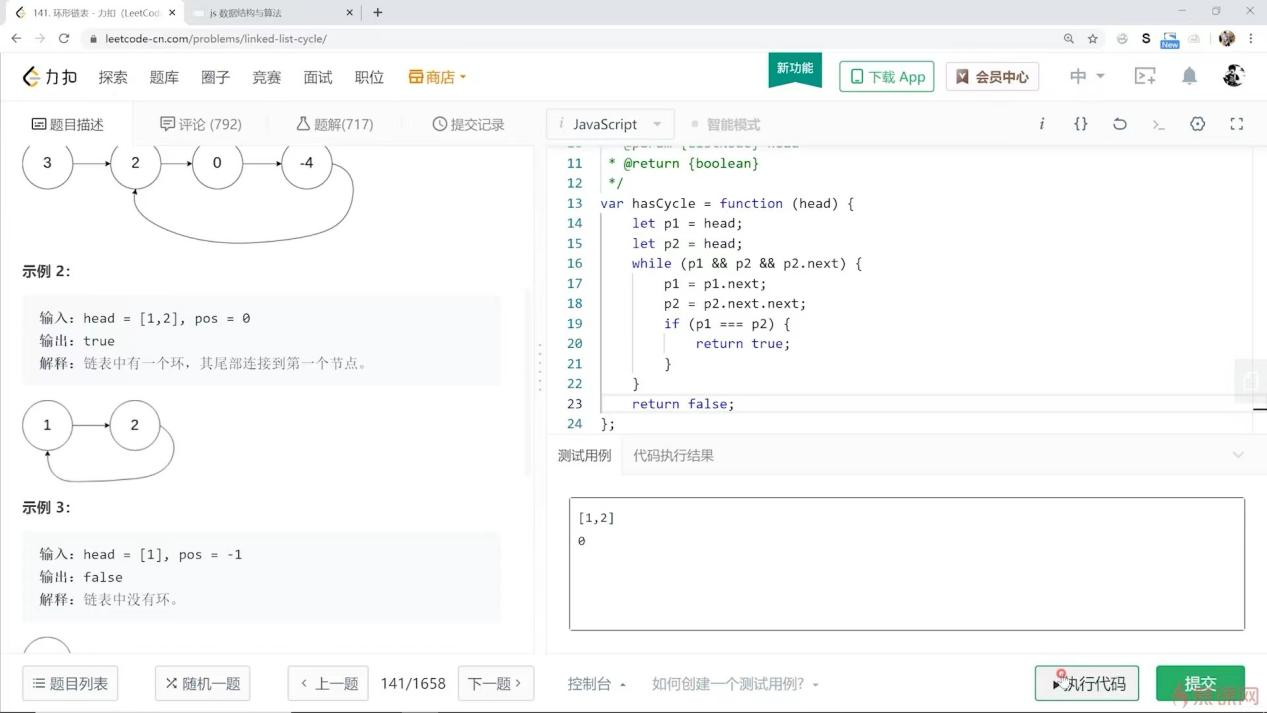 141. 环形链表 - 力扣（LeetCod
js 数据结构与算法
leetcode-cn.com/problems/linked-list-cycle/
New
力扣 探索 题库 圈子 竞赛 面试 职位 商店 新功能 下载 App 会员中心 中
题目描述 评论 (792) 题解(717) 提交记录
JavaScript 智能模式
3 2 0 -4
示例 2：
输入：head = [1,2], pos = 0
输出：true
解释：链表中有一个环，其尾部连接到第一个节点。
1 2
示例 3：
输入：head = [1], pos = -1
输出：false
解释：链表中没有环。
11 * @return {boolean}
12 */
13 var hasCycle = function (head) {
14 let p1 = head;
15 let p2 = head;
16 while (p1 && p2 && p2.next) {
17 p1 = p1.next;
18 p2 = p2.next.next;
19 if (p1 === p2) {
20 return true;
21 }
22 }
23 return false;
24 };
测试用例 代码执行结果
[1,2]
0
题目列表 随机一题 上一题 141/1658 下一题 控制台 如何创建一个测试用例? 执行代码 提交
慕课网